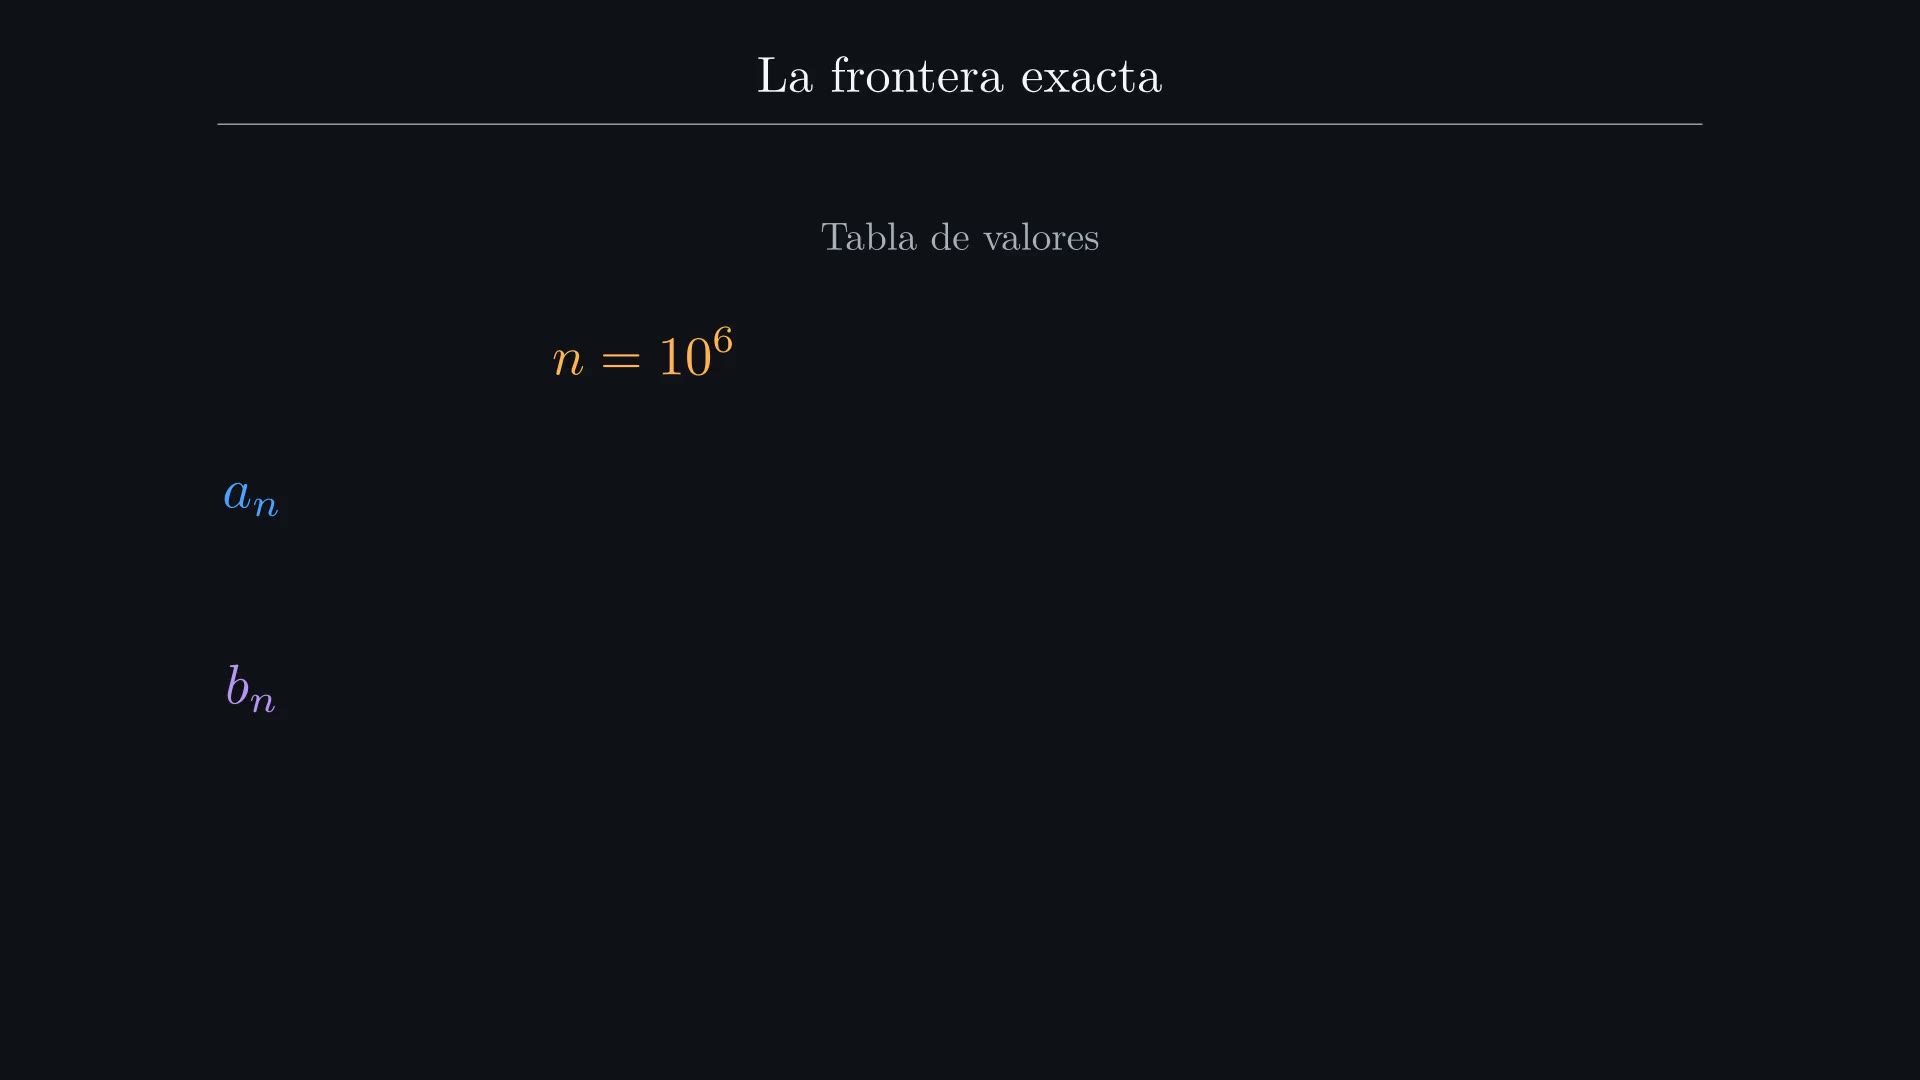 La frontera exacta
Tabla de valores
n = 10^6
a_n
b_n